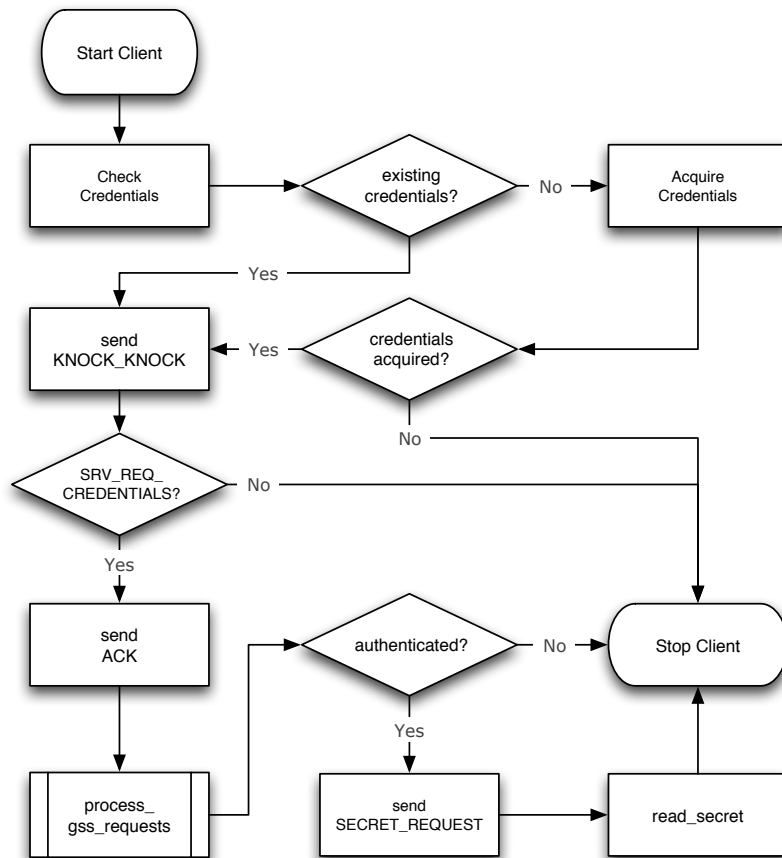 Start Client
Check
Credentials
existing
credentials?
No
Acquire
Credentials
Yes
send
KNOCK_KNOCK
Yes
credentials
acquired?
No
SRV_REQ_
CREDENTIALS?
No
Yes
send
ACK
authenticated?
No
Stop Client
Yes
process_
gss_requests
send
SECRET_REQUEST
read_secret